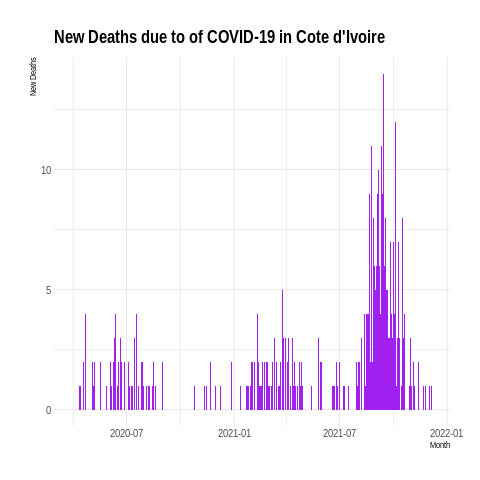 New Deaths due to of COVID-19 in Cote d'Ivoire
New Deaths
10
5
0
2020-07
2021-01
2021-07
2022-01
Month